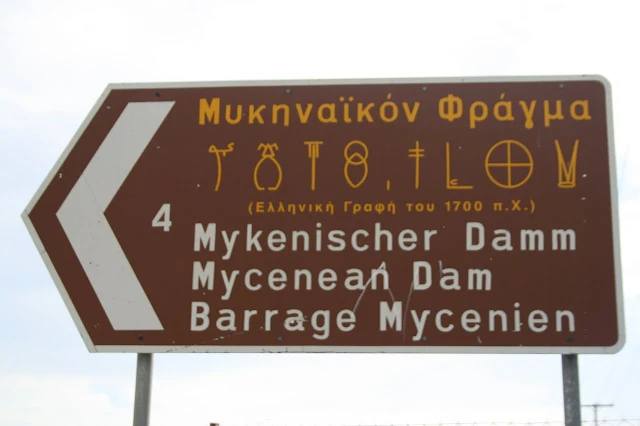 Μυκηναϊκόν Φράγμα
(Ελληνική Γραφή του 1700 π.Χ.)
4
Mykenischer Damm
Mycenean Dam
Barrage Mycenien